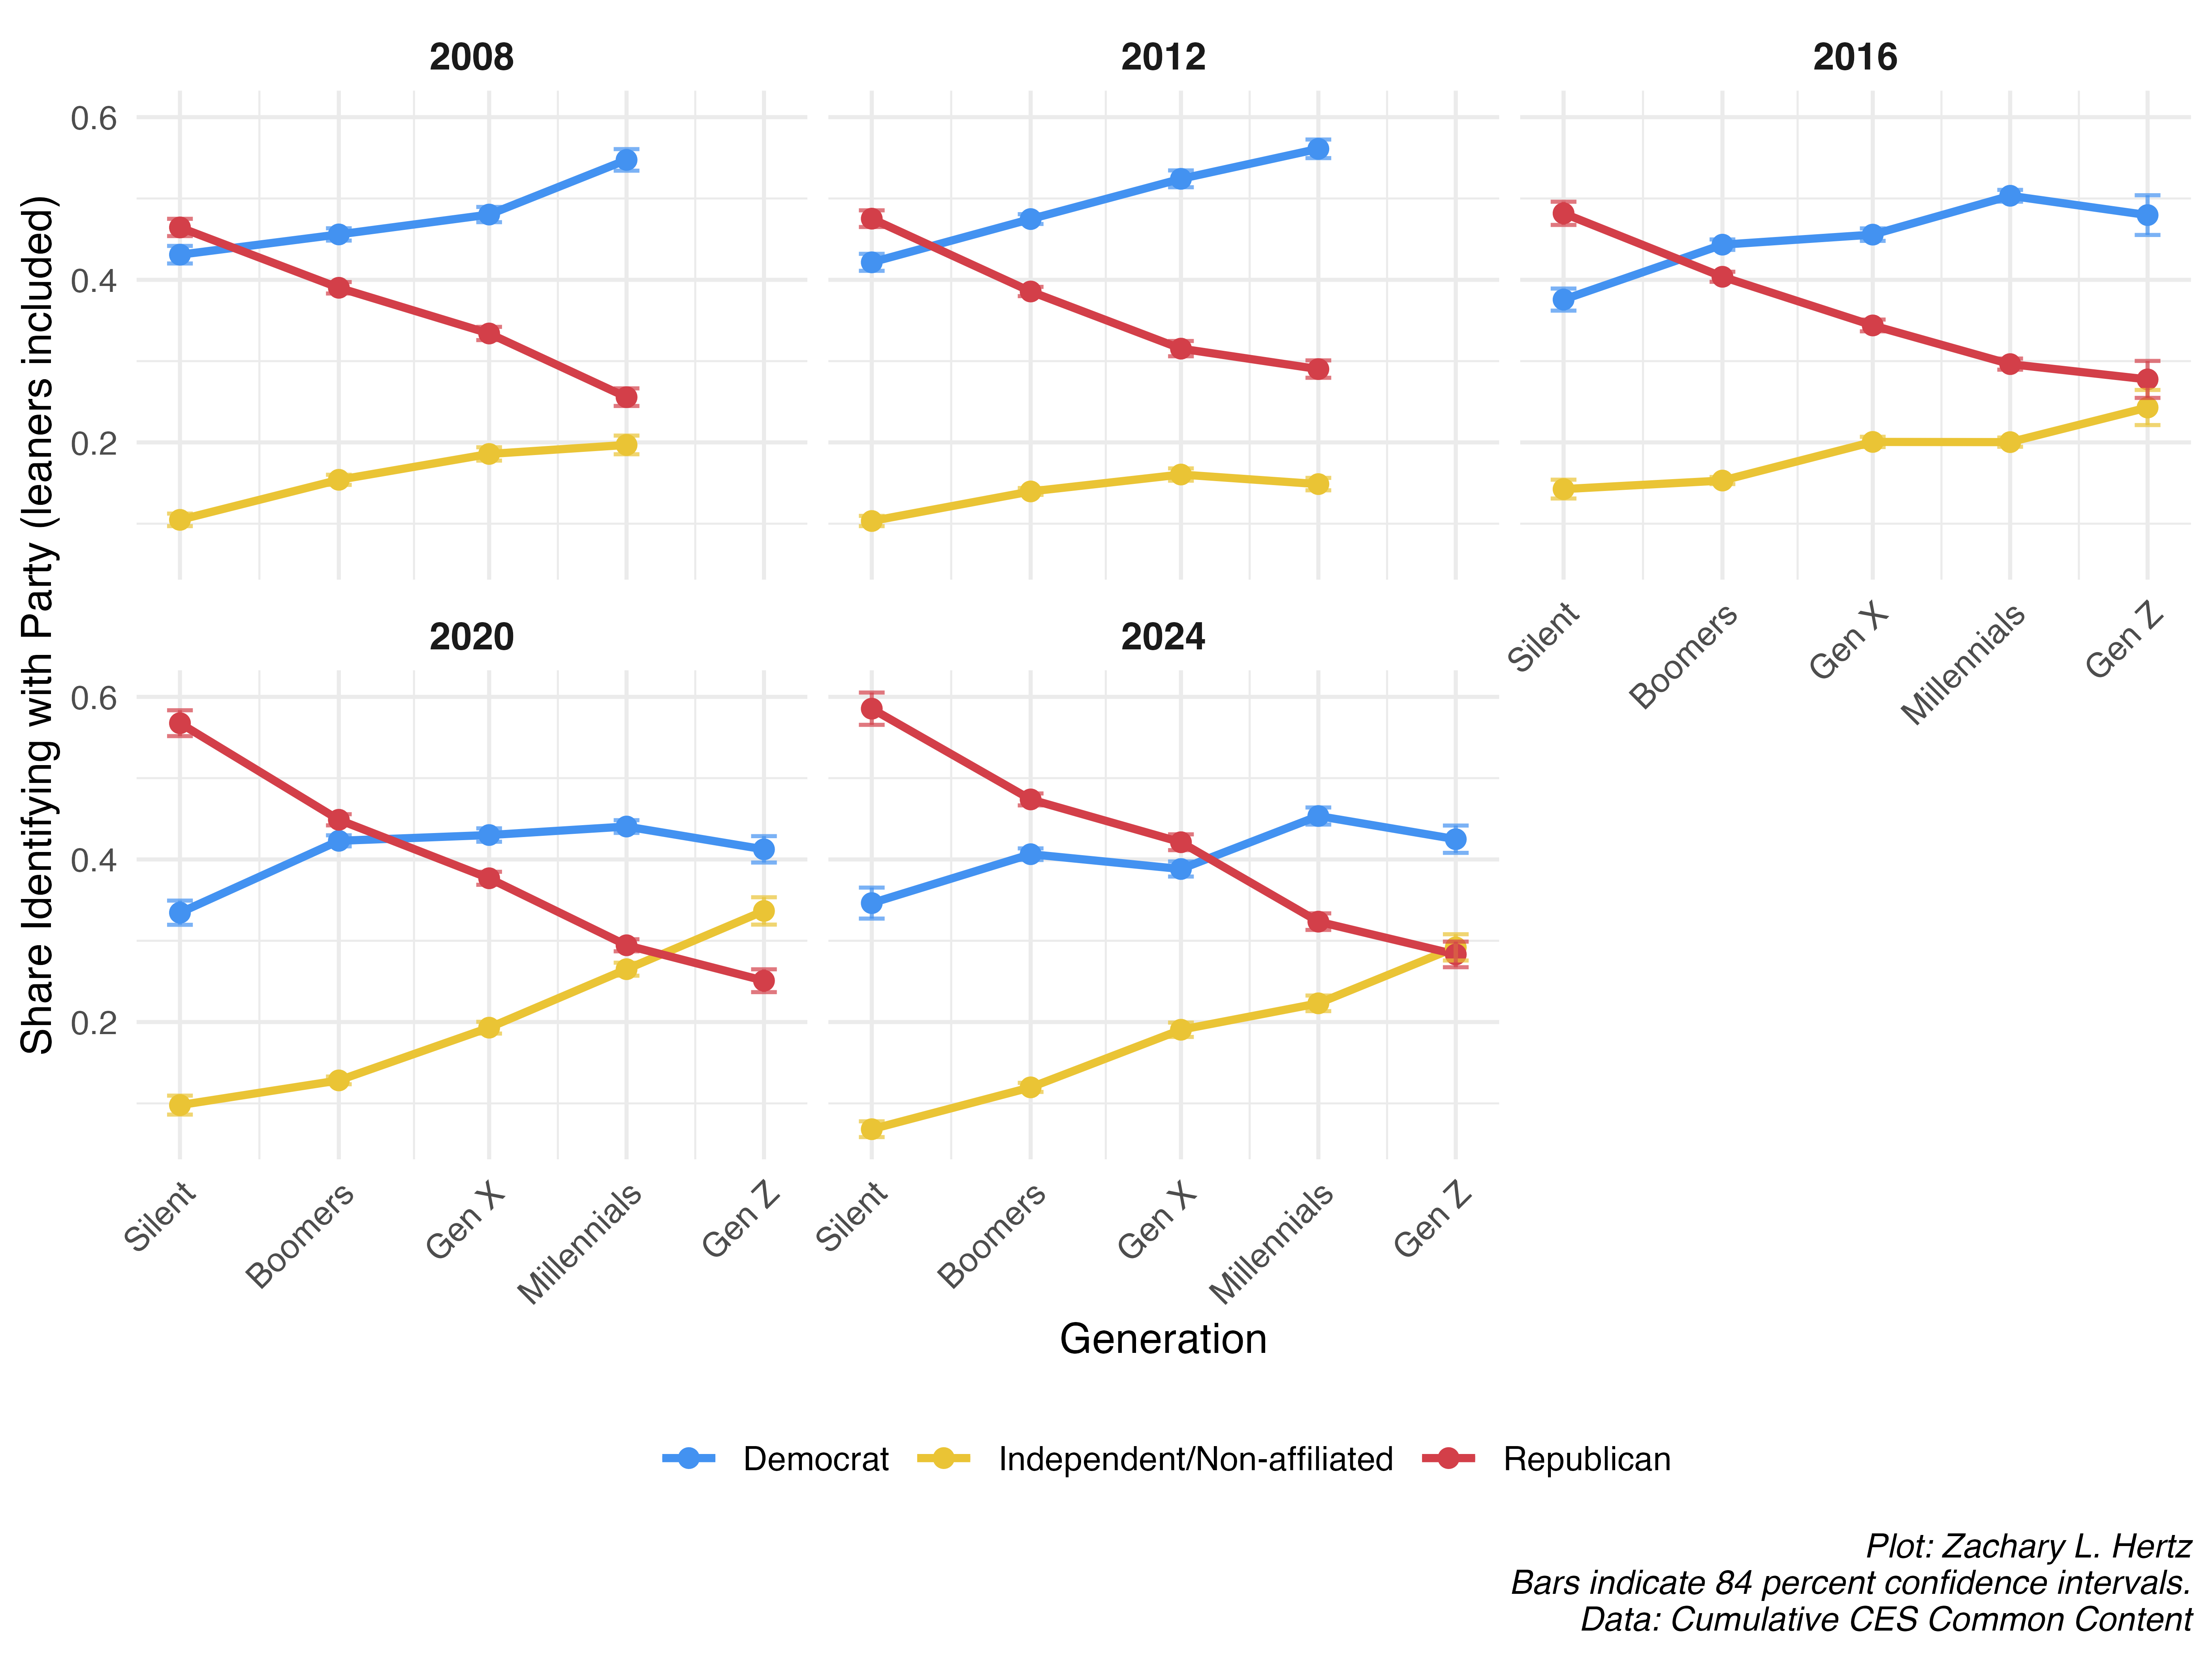 Share Identifying with Party (leaners included)
2008
2012
2016
0.6
0.4
0.2
Silent
Boomers
Gen X
Millennials
Gen Z
2020
2024
0.6
0.4
0.2
Silent
Boomers
Gen X
Millennials
Gen Z
Silent
Boomers
Gen X
Millennials
Gen Z
Generation
Democrat
Independent/Non-affiliated
Republican
Plot: Zachary L. Hertz
Bars indicate 84 percent confidence intervals.
Data: Cumulative CES Common Content